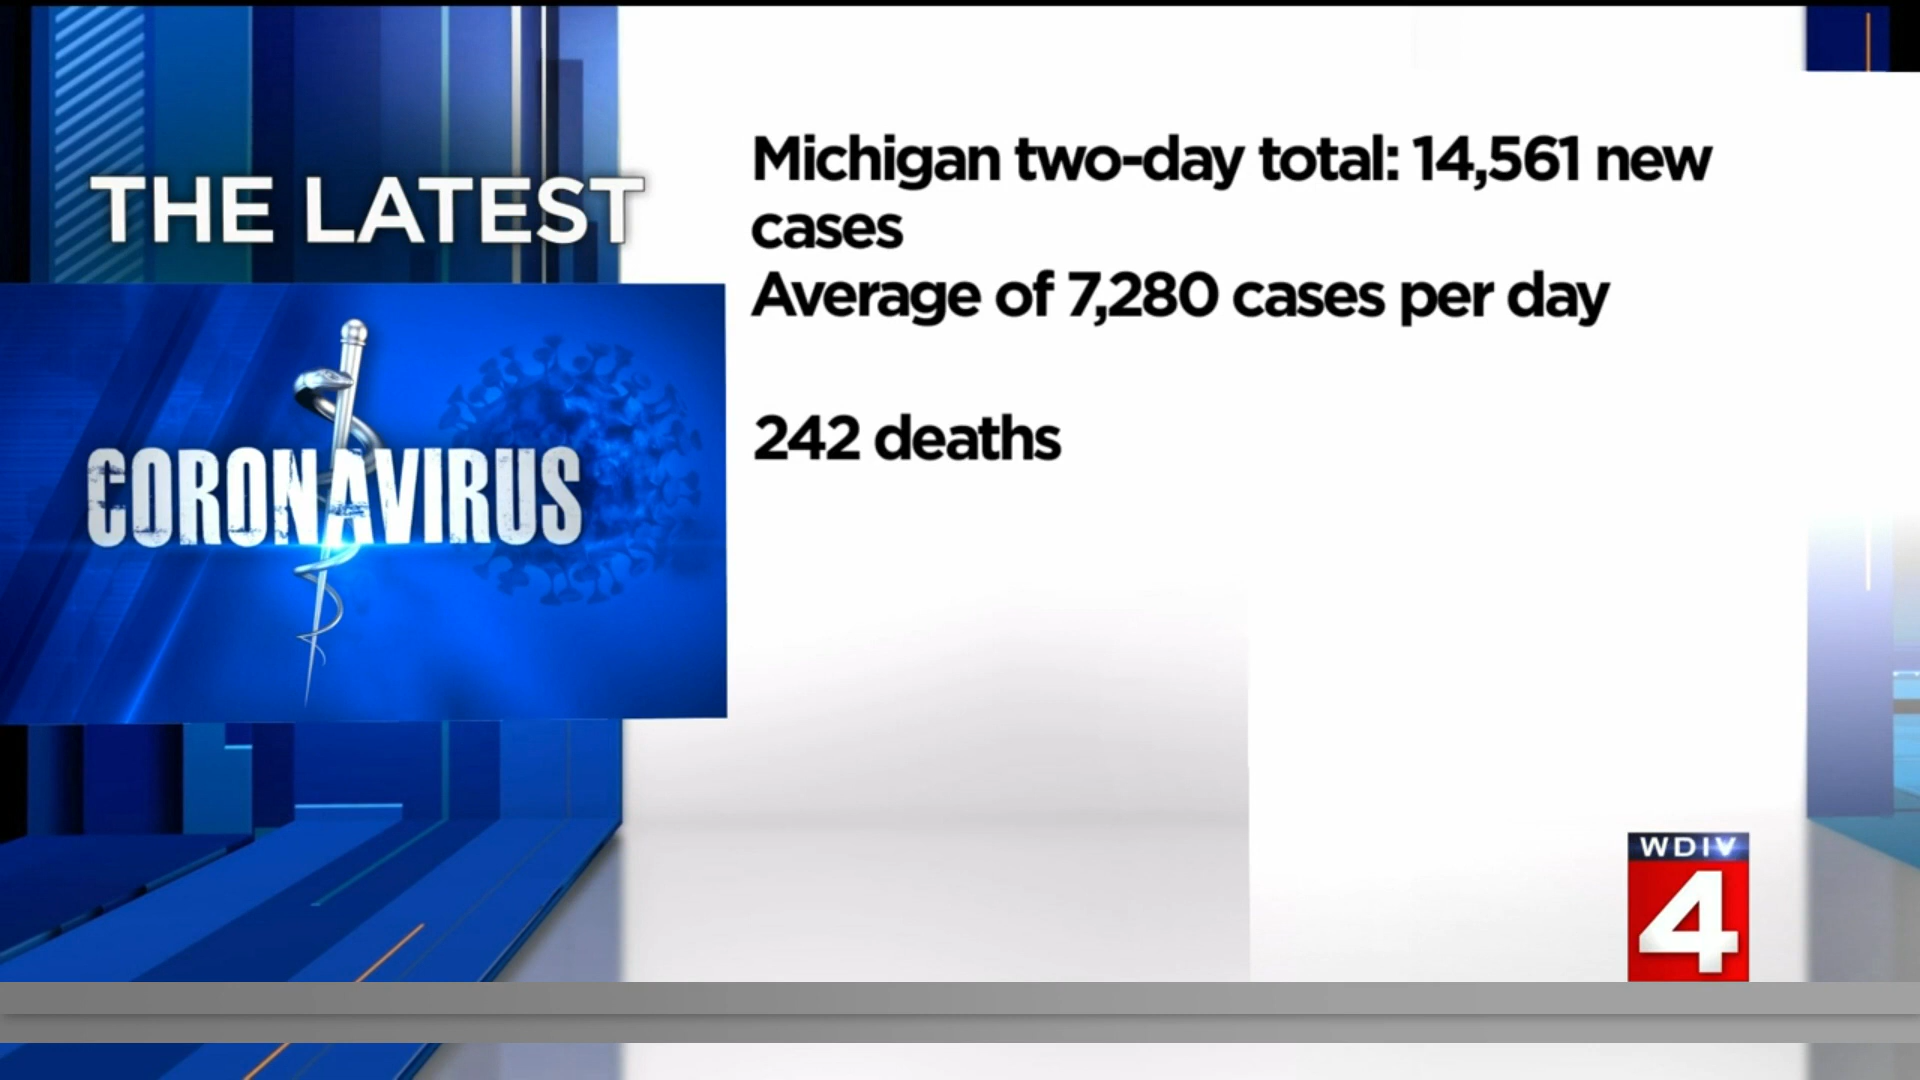 THE LATEST
CORONAVIRUS
Michigan two-day total: 14,561 new
cases
Average of 7,280 cases per day
242 deaths
WDIV
4